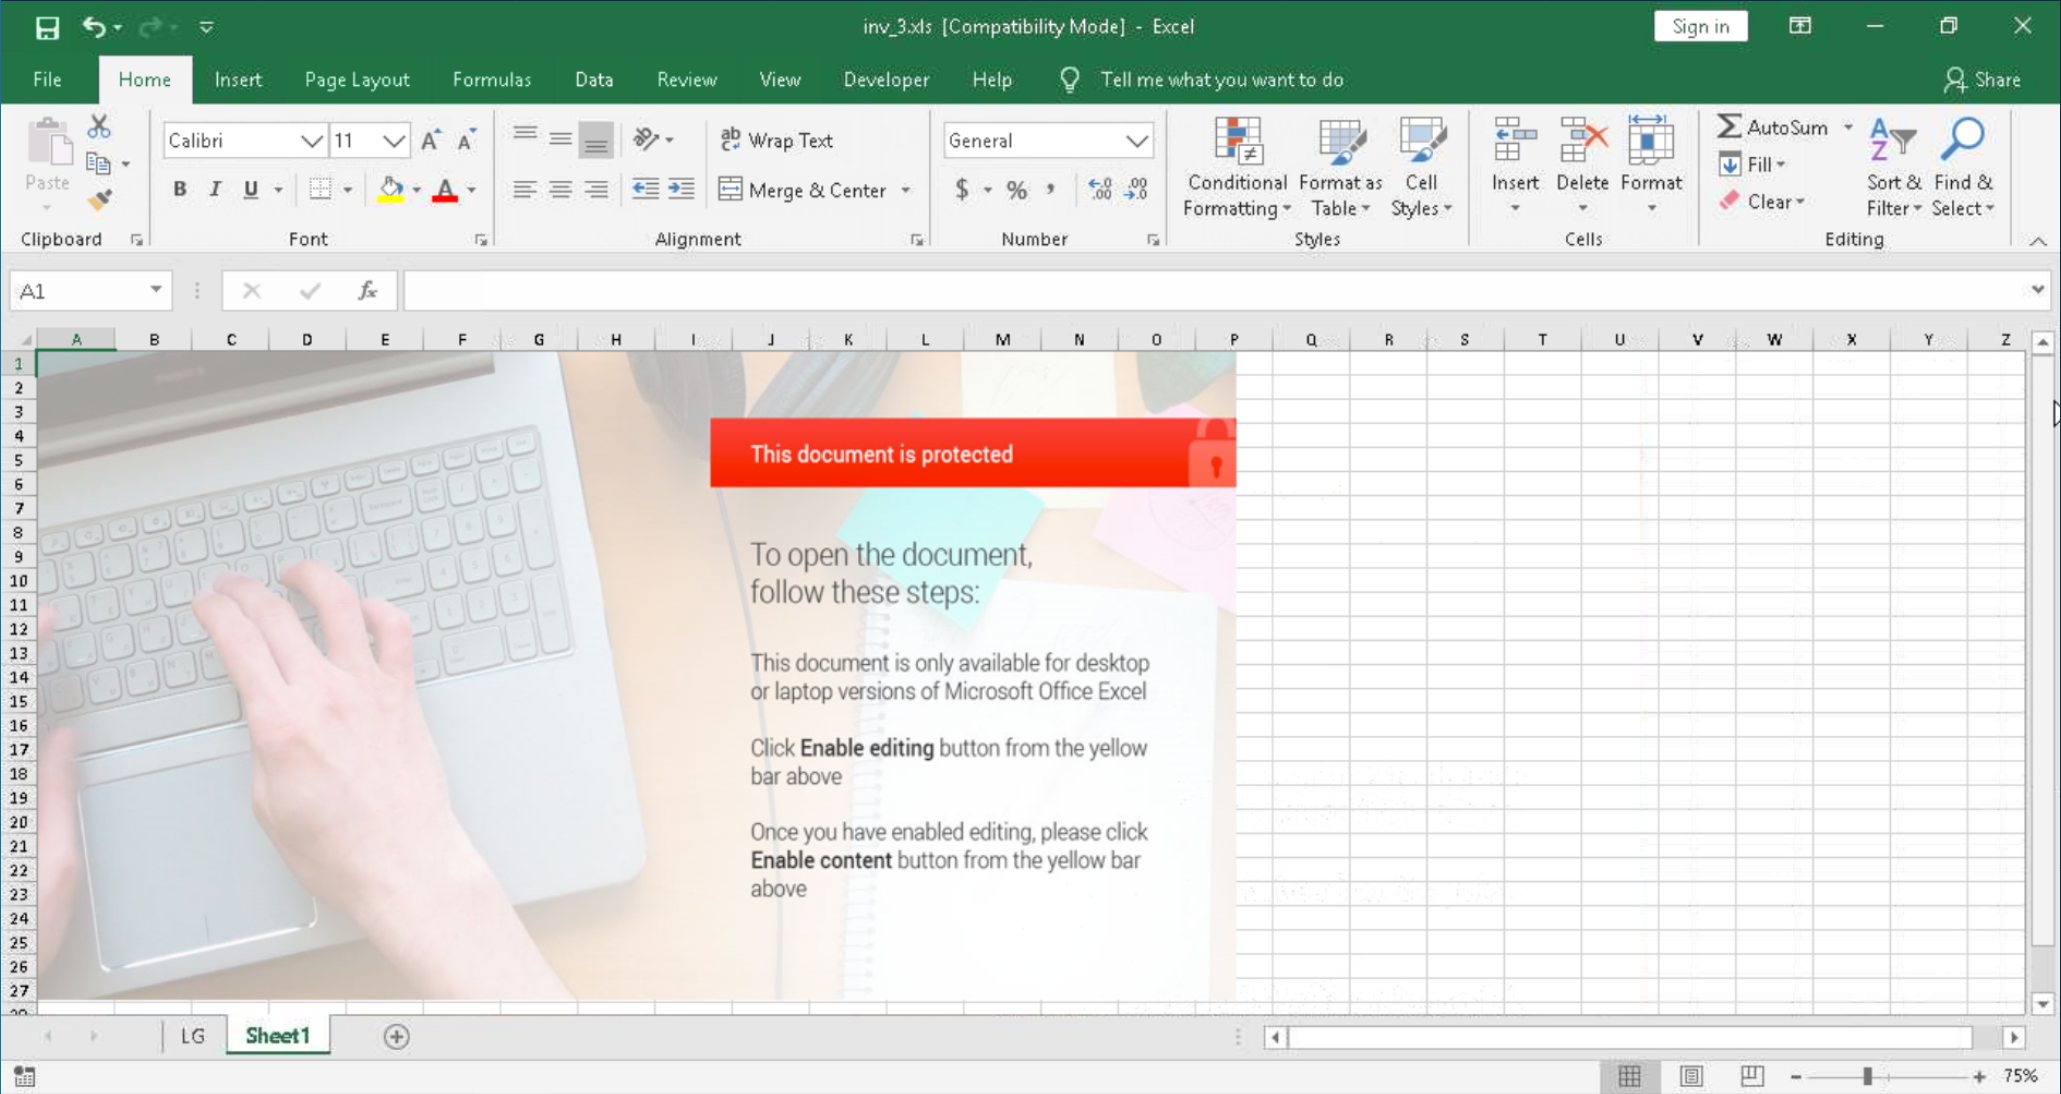 inv_3.xls [Compatibility Mode] - Excel
Sign in
File Home Insert Page Layout Formulas Data Review View Developer Help Tell me what you want to do Share
Paste
Clipboard
Calibri 11
B I U
Font
Wrap Text
Merge & Center
Alignment
General
$ % ,
Number
Conditional Formatting
Format as Table
Cell Styles
Styles
Insert Delete Format
Cells
AutoSum
Fill
Clear
Sort & Filter
Find & Select
Editing
A1
fx
A B C D E F G H I J K L M N O P Q R S T U V W X Y Z
1
2
3
4
5
6
7
8
9
10
11
12
13
14
15
16
17
18
19
20
21
22
23
24
25
26
27
This document is protected
To open the document,
follow these steps:
This document is only available for desktop
or laptop versions of Microsoft Office Excel
Click Enable editing button from the yellow
bar above
Once you have enabled editing, please click
Enable content button from the yellow bar
above
LG Sheet1
75%